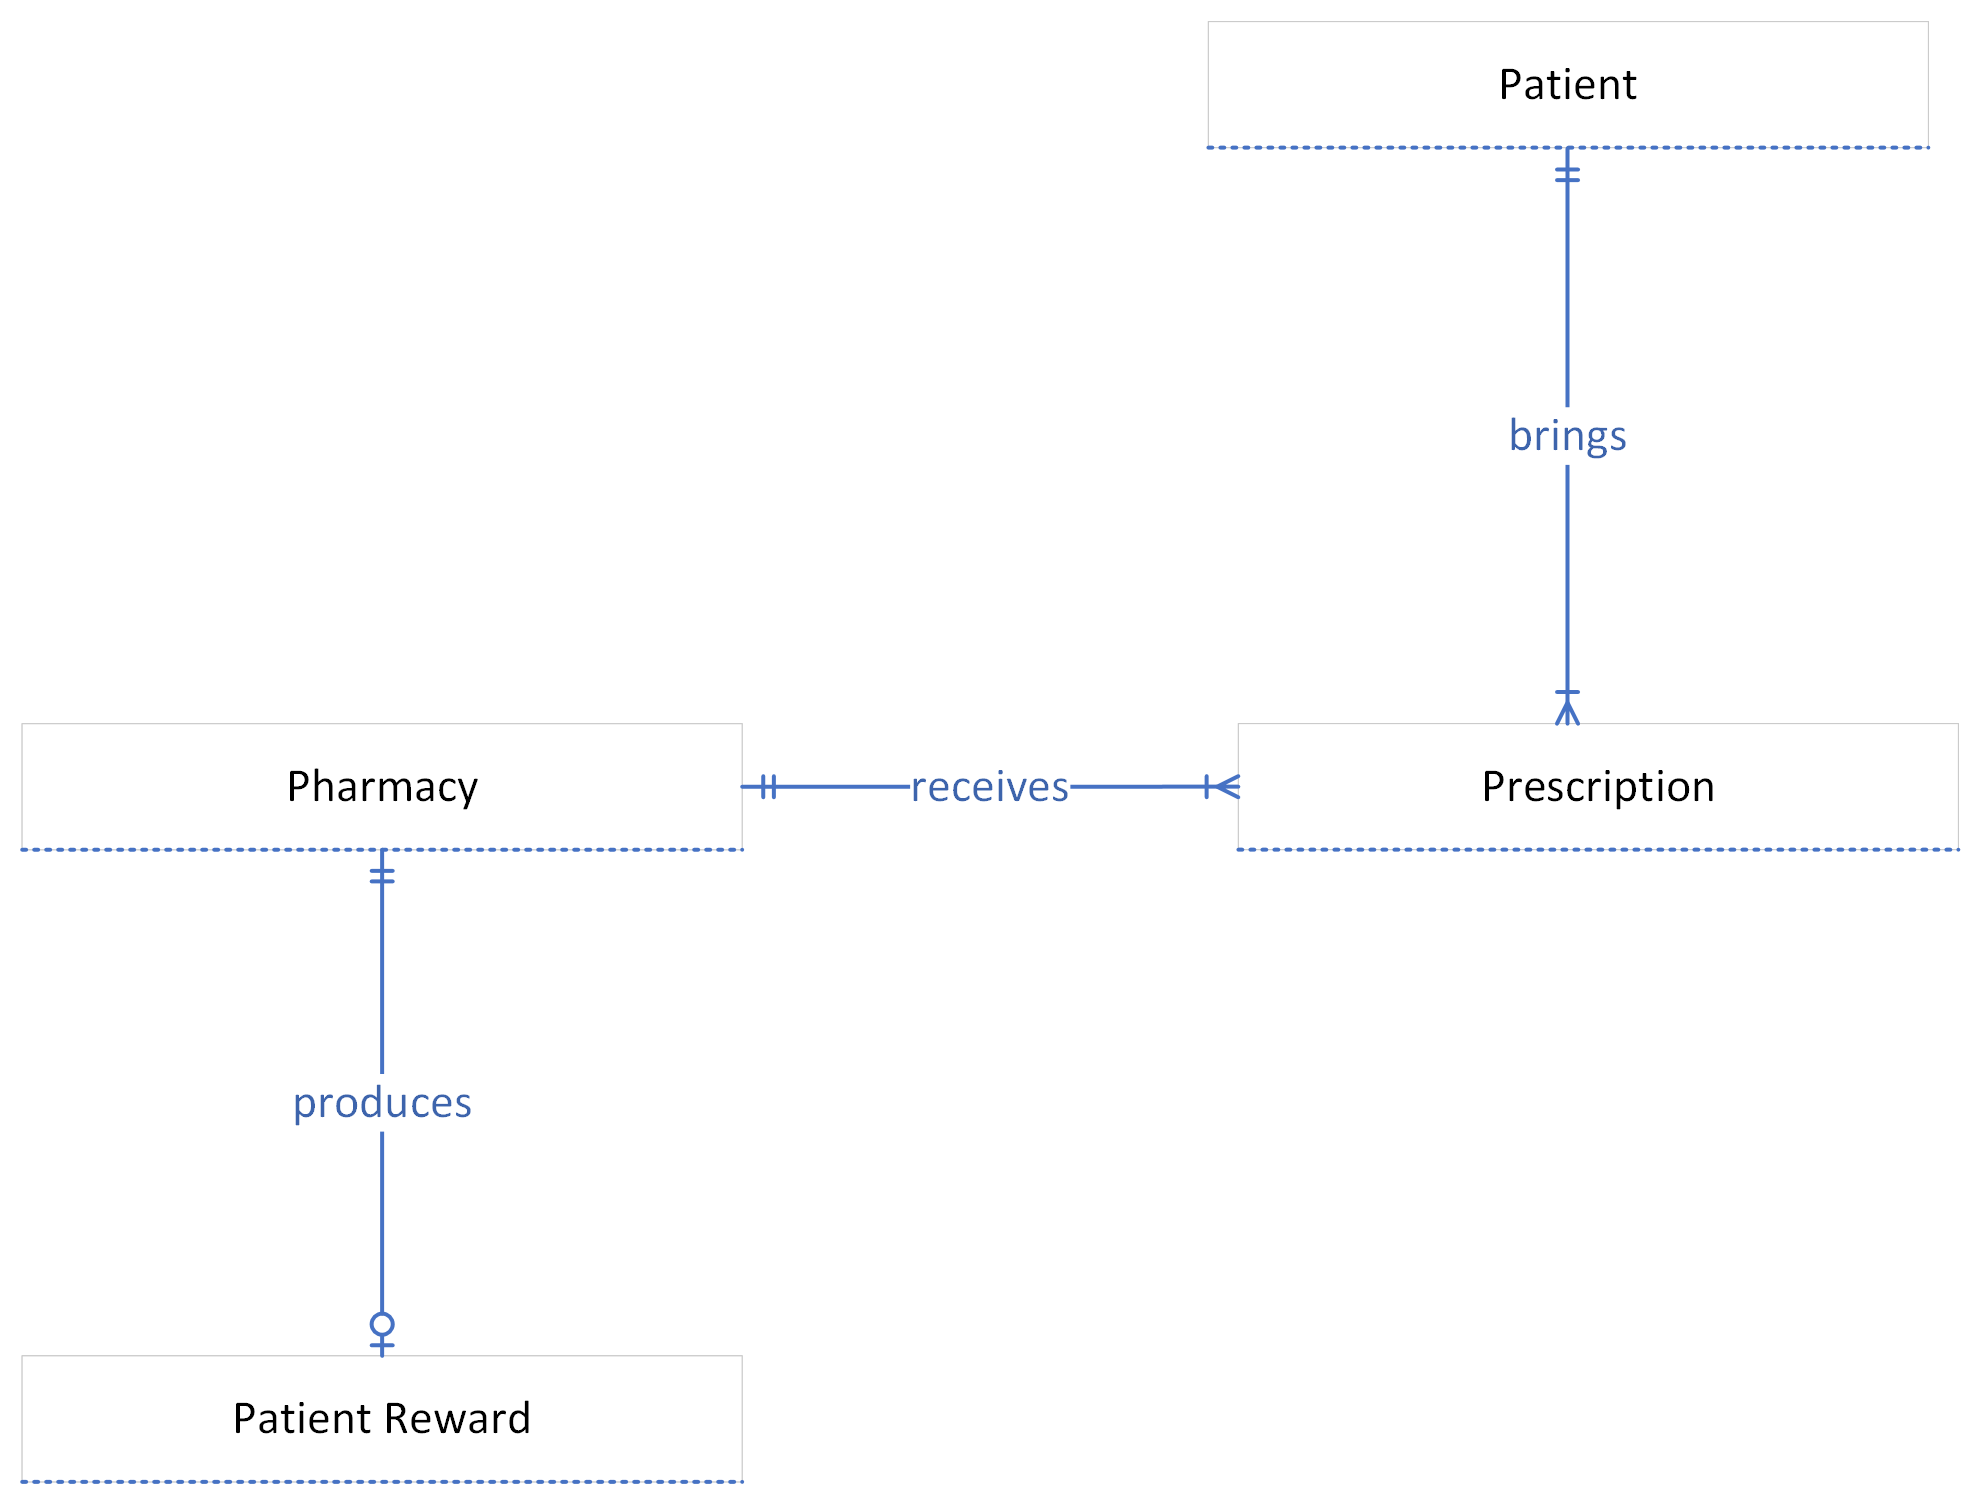 Patient
brings
Pharmacy
receives
Prescription
produces
Patient Reward